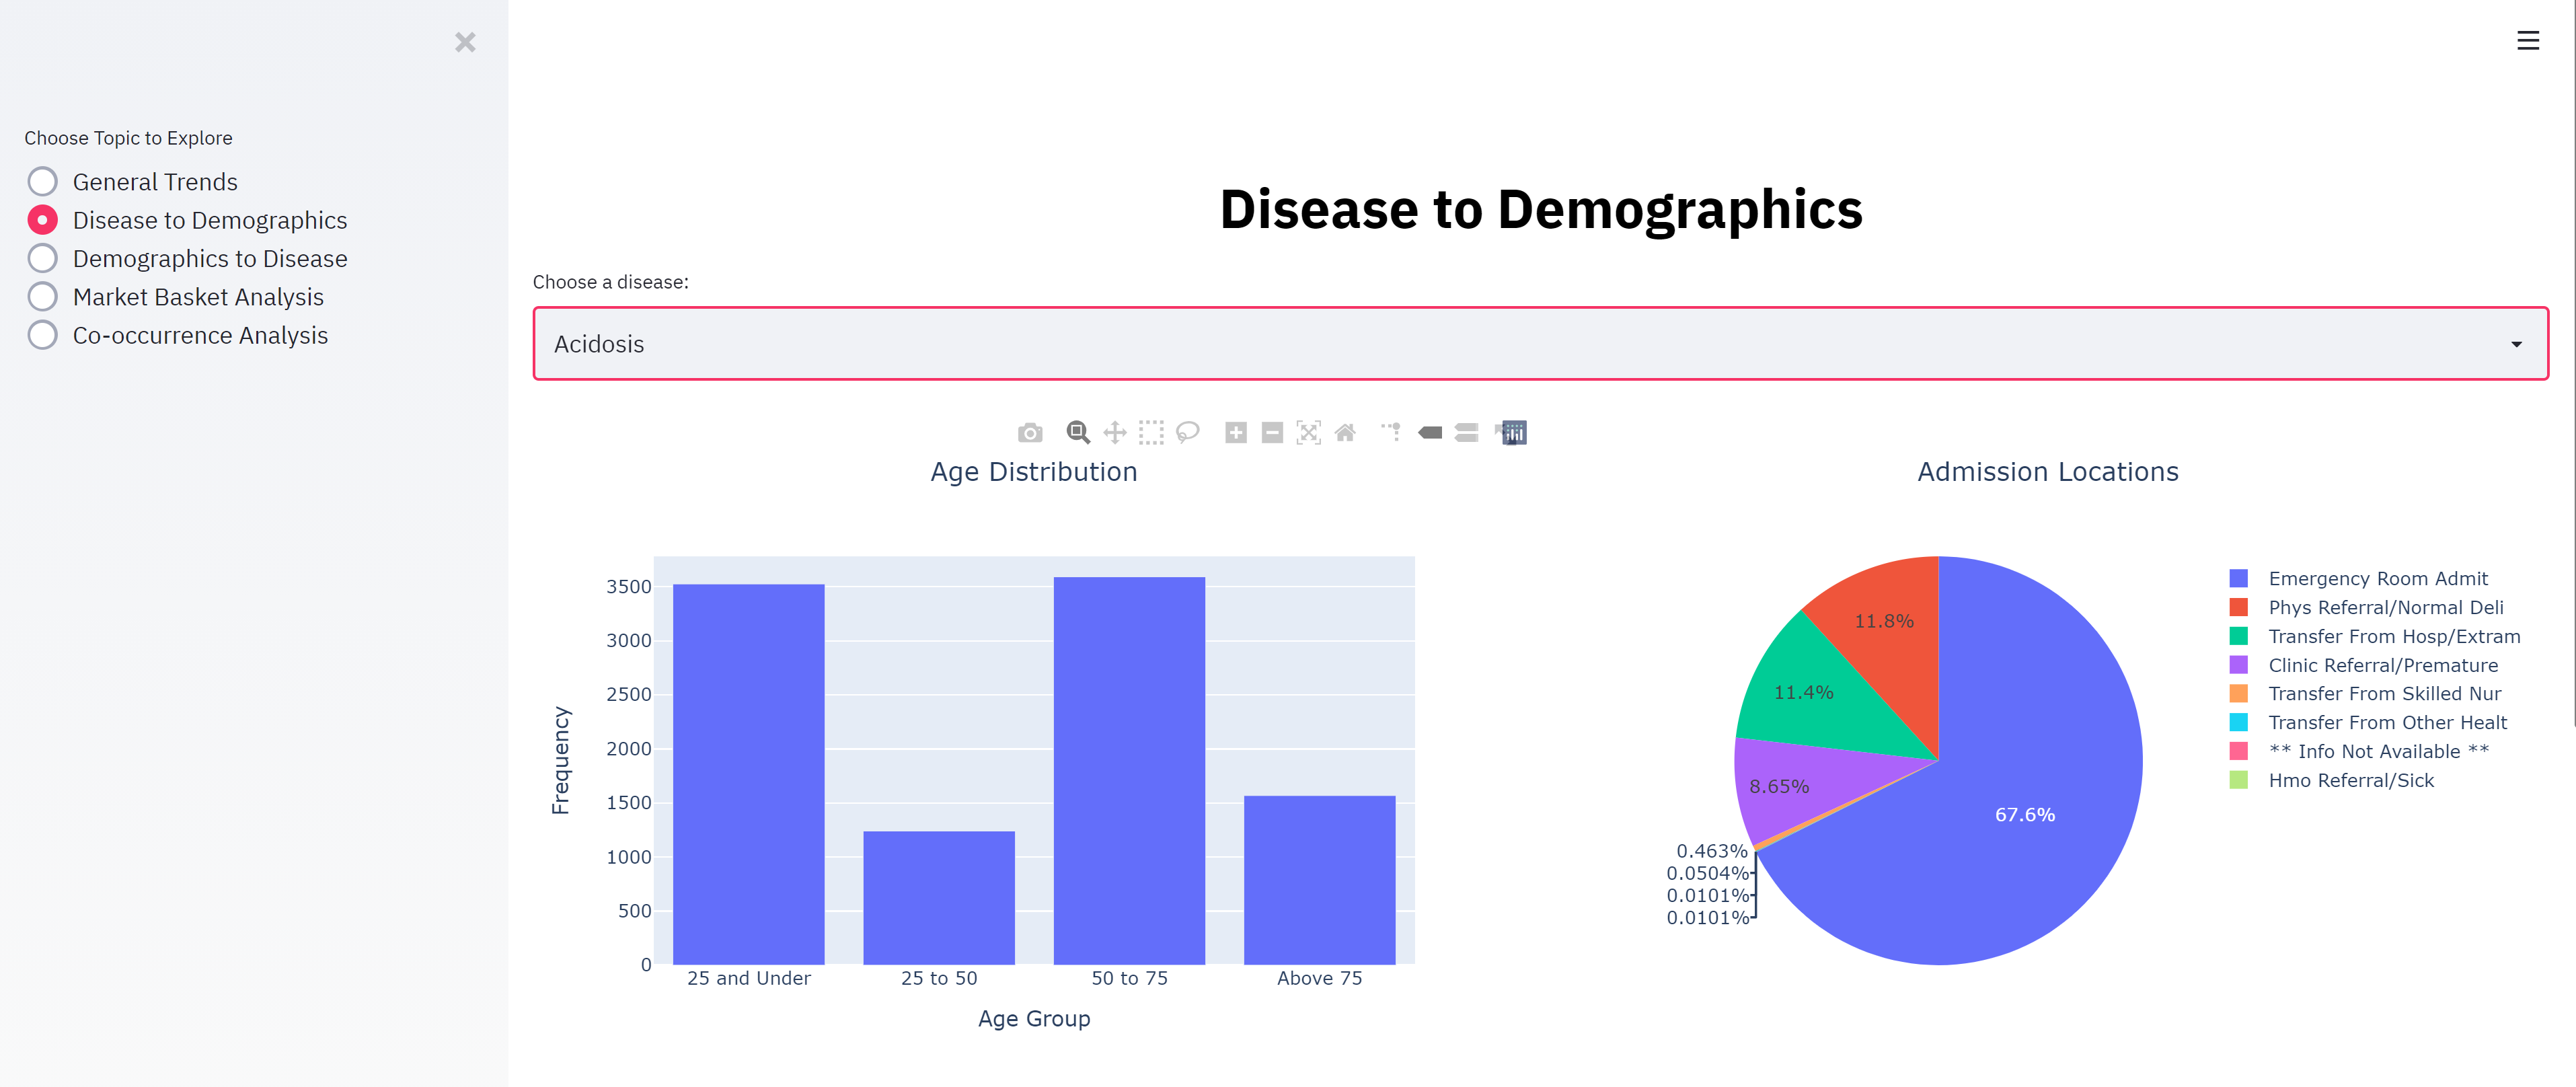 Choose Topic to Explore
General Trends
Disease to Demographics
Demographics to Disease
Market Basket Analysis
Co-occurrence Analysis
Disease to Demographics
Choose a disease:
Acidosis
Age Distribution
Frequency
3500
3000
2500
2000
1500
1000
500
0
25 and Under
25 to 50
50 to 75
Above 75
Age Group
Admission Locations
11.8%
11.4%
8.65%
67.6%
0.463%
0.0504%
0.0101%
0.0101%
Emergency Room Admit
Phys Referral/Normal Deli
Transfer From Hosp/Extram
Clinic Referral/Premature
Transfer From Skilled Nur
Transfer From Other Healt
** Info Not Available **
Hmo Referral/Sick